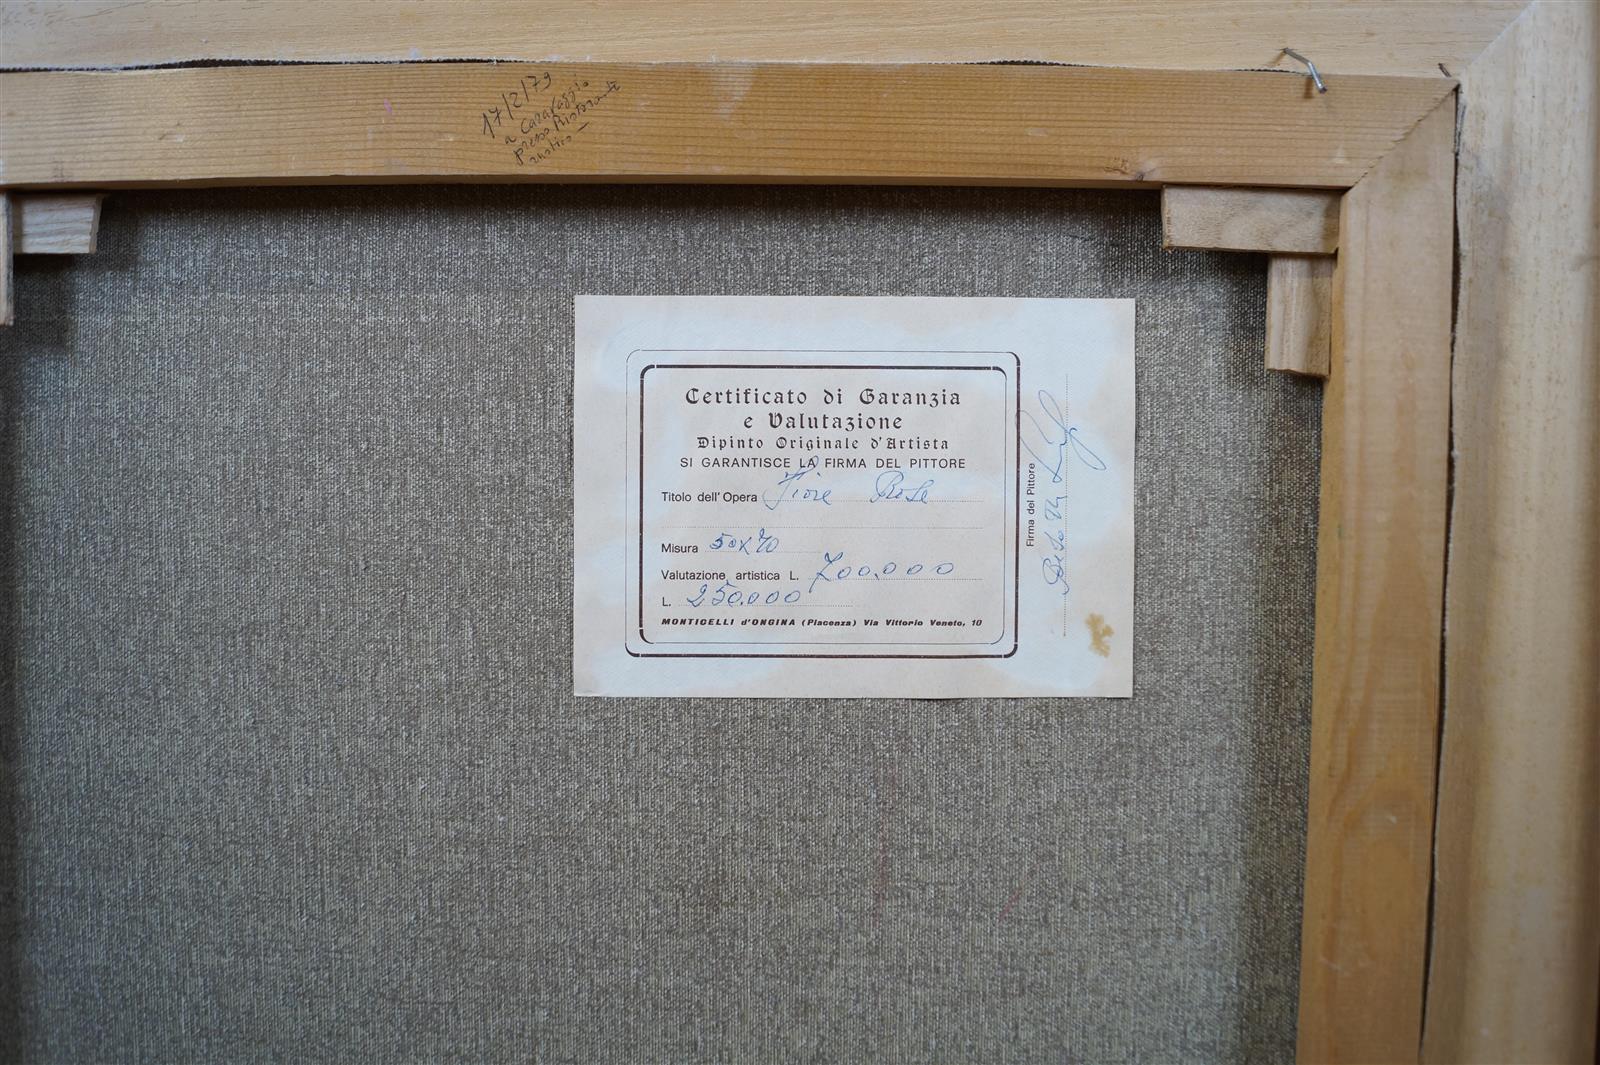 17/2/79
a Caravaggio
presso Ristorante
Certificato di Garanzia
e Valutazione
Dipinto Originale d'Artista
SI GARANTISCE LA FIRMA DEL PITTORE
Titolo dell'Opera Fiore Rose
Misura 50x70
Valutazione artistica L. 700.000
L. 250.000
MONTICELLI d'ONGINA (Piacenza) Via Vittorio Veneto, 10
Firma del Pittore